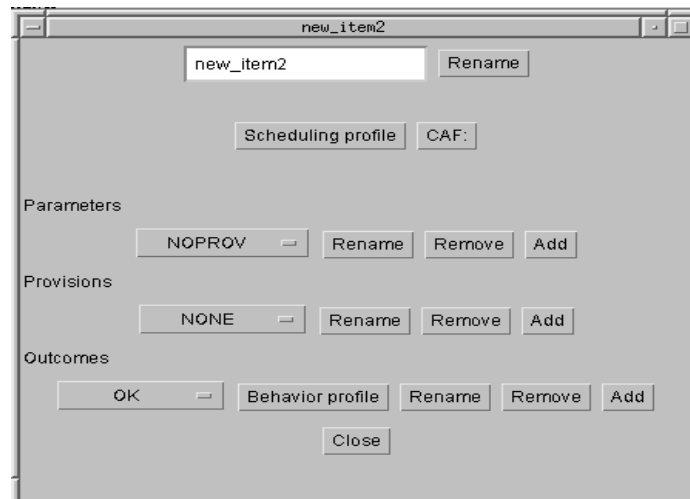 new_item2
new_item2 Rename
Scheduling profile CAF:
Parameters
NOPROV Rename Remove Add
Provisions
NONE Rename Remove Add
Outcomes
OK Behavior profile Rename Remove Add
Close